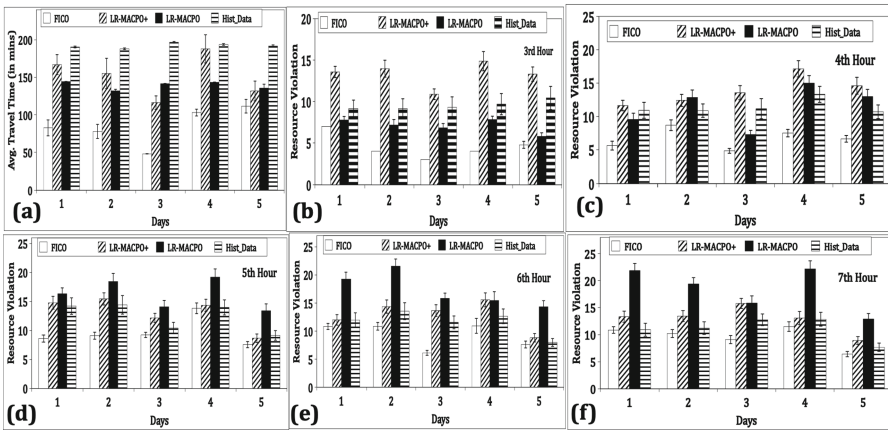 FICO LR-MACPO+ LR-MACPO Hist_Data
Avg. Travel Time (in mins)
200
150
100
50
0
1 2 3 4 5
Days
(a)
FICO LR-MACPO+ LR-MACPO Hist_Data
3rd Hour
Resource Violation
20
15
10
5
0
1 2 3 4 5
Days
(b)
FICO LR-MACPO+ LR-MACPO Hist_Data
4th Hour
Resource Violation
25
20
15
10
5
0
1 2 3 4 5
Days
(c)
FICO LR-MACPO+ LR-MACPO Hist_Data
5th Hour
Resource Violation
25
20
15
10
5
0
1 2 3 4 5
Days
(d)
FICO LR-MACPO+ LR-MACPO Hist_Data
6th Hour
Resource Violation
25
20
15
10
5
0
1 2 3 4 5
Days
(e)
FICO LR-MACPO+ LR-MACPO Hist_Data
7th Hour
Resource Violation
25
20
15
10
5
0
1 2 3 4 5
Days
(f)